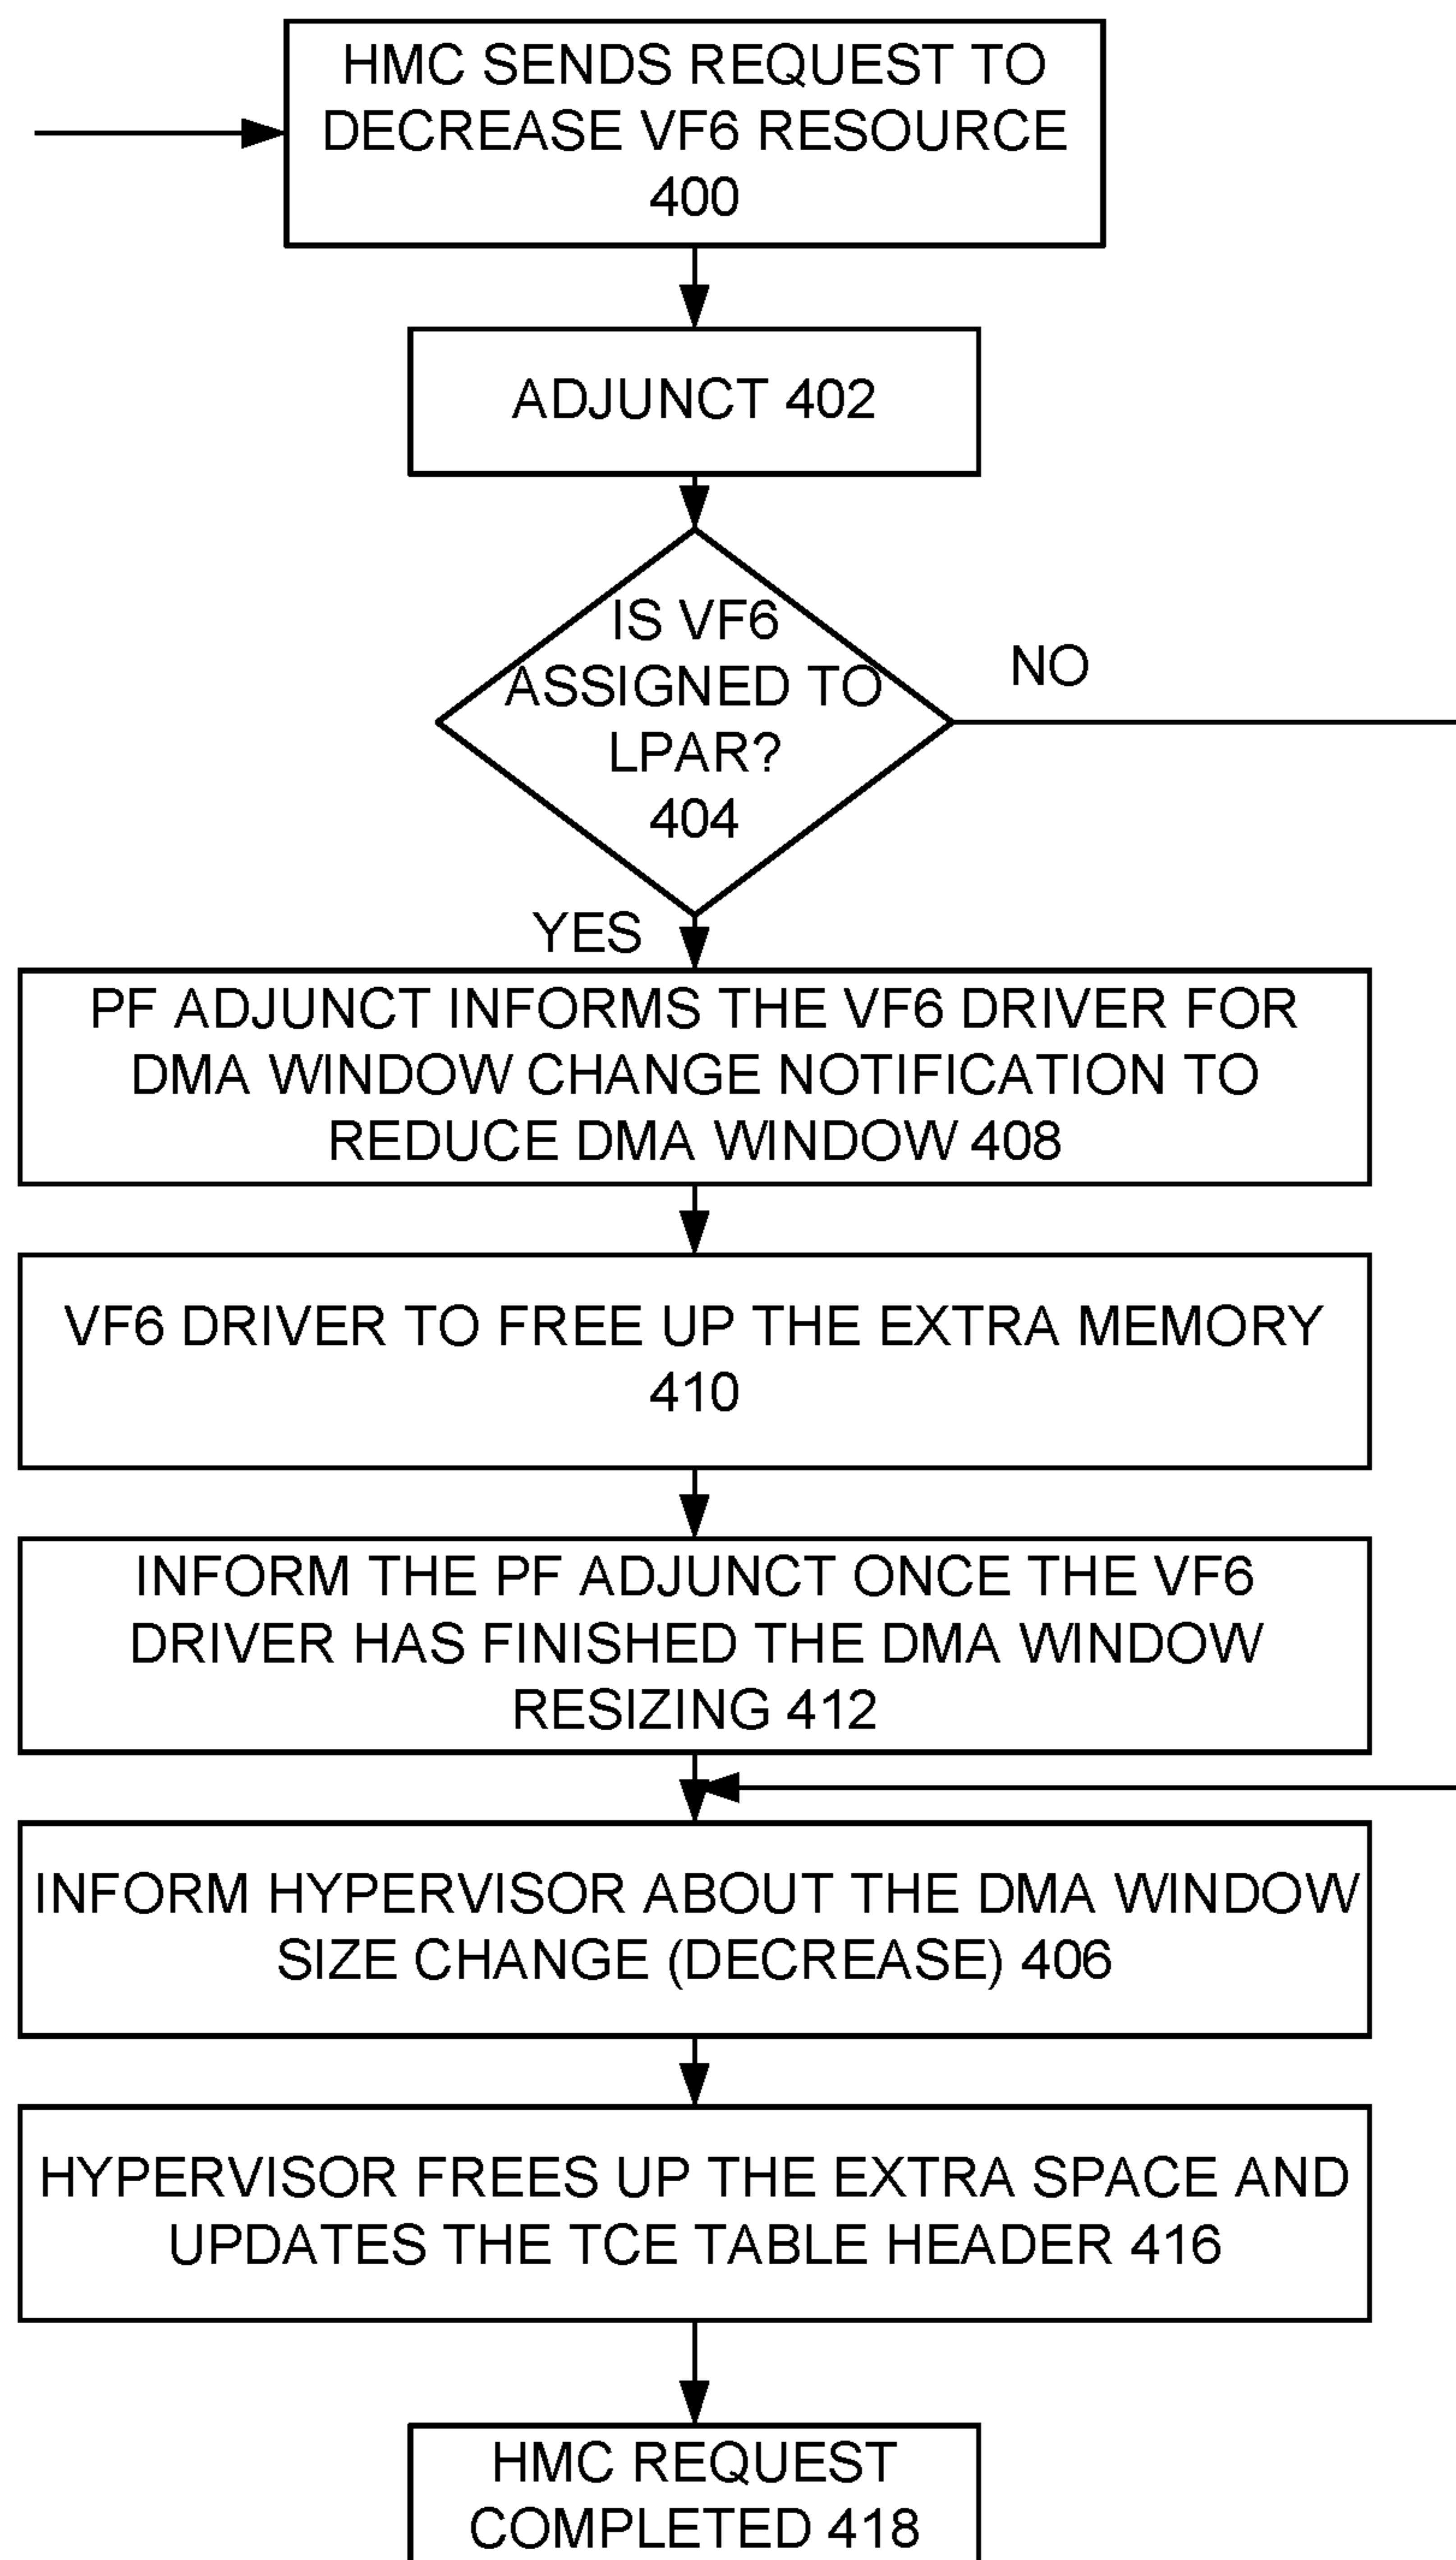 HMC SENDS REQUEST TO
DECREASE VF6 RESOURCE
400
ADJUNCT 402
IS VF6
ASSIGNED TO
LPAR?
404
NO
YES
PF ADJUNCT INFORMS THE VF6 DRIVER FOR
DMA WINDOW CHANGE NOTIFICATION TO
REDUCE DMA WINDOW 408
VF6 DRIVER TO FREE UP THE EXTRA MEMORY
410
INFORM THE PF ADJUNCT ONCE THE VF6
DRIVER HAS FINISHED THE DMA WINDOW
RESIZING 412
INFORM HYPERVISOR ABOUT THE DMA WINDOW
SIZE CHANGE (DECREASE) 406
HYPERVISOR FREES UP THE EXTRA SPACE AND
UPDATES THE TCE TABLE HEADER 416
HMC REQUEST
COMPLETED 418